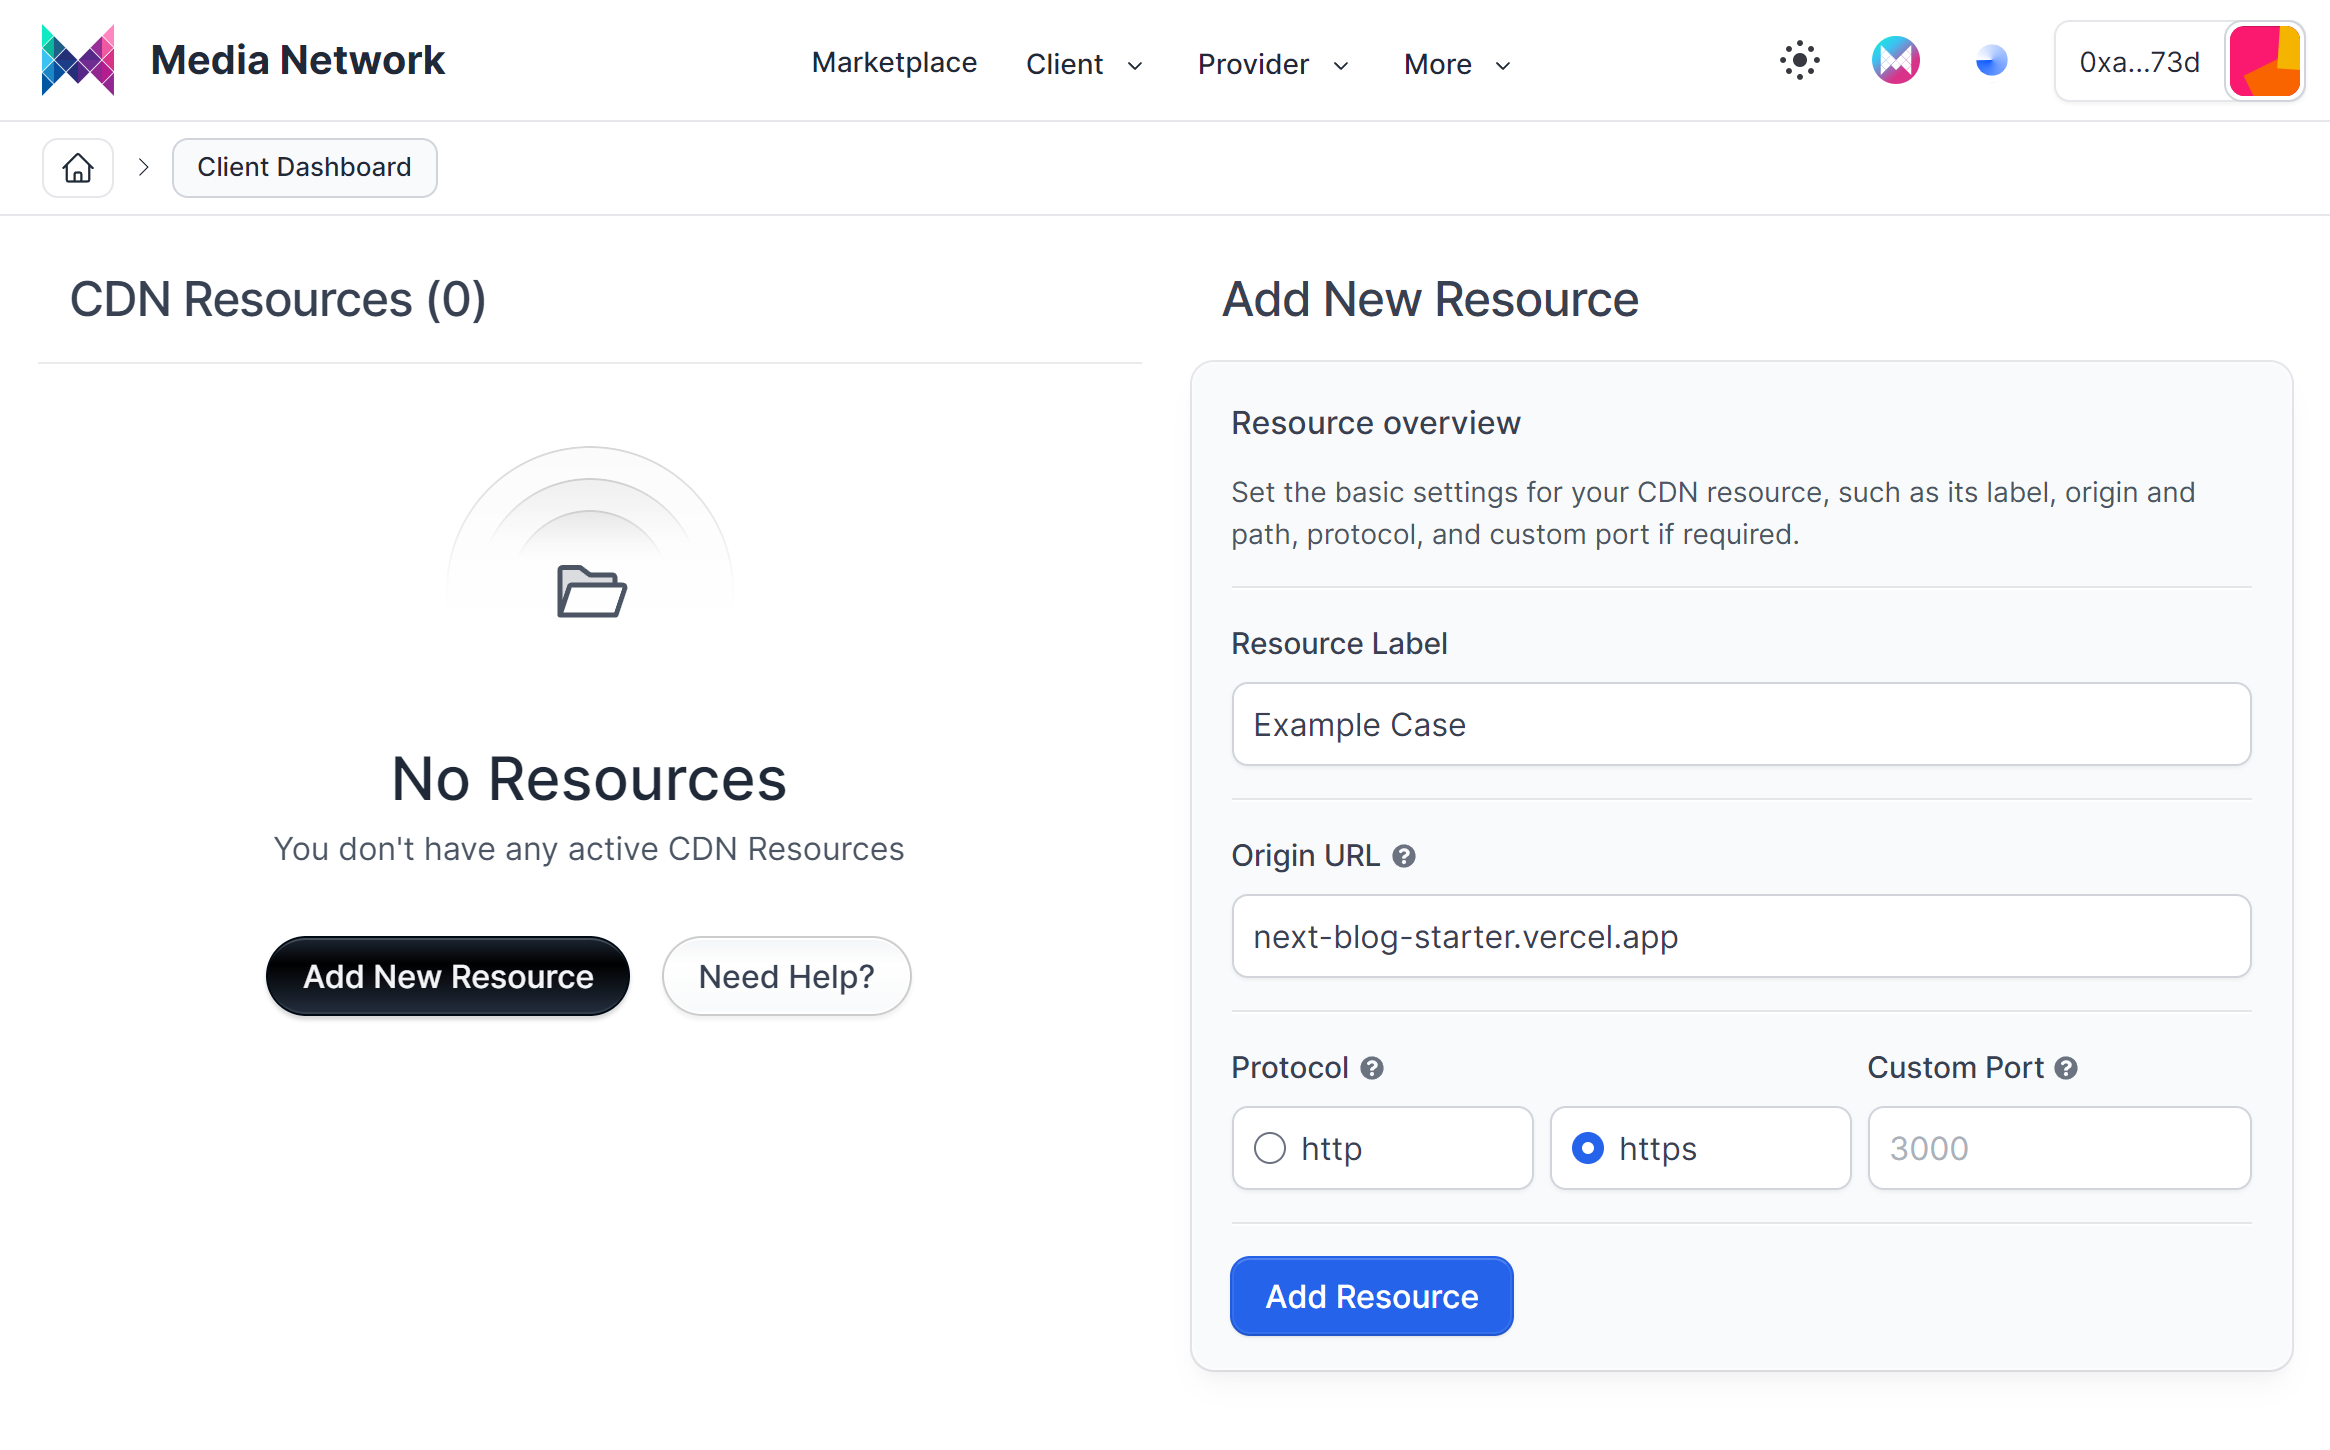 Media Network
Marketplace
Client
Provider
More
0xa...73d
Client Dashboard
CDN Resources (0)
No Resources
You don't have any active CDN Resources
Add New Resource
Need Help?
Add New Resource
Resource overview
Set the basic settings for your CDN resource, such as its label, origin and
path, protocol, and custom port if required.
Resource Label
Example Case
Origin URL
next-blog-starter.vercel.app
Protocol
Custom Port
http
https
3000
Add Resource